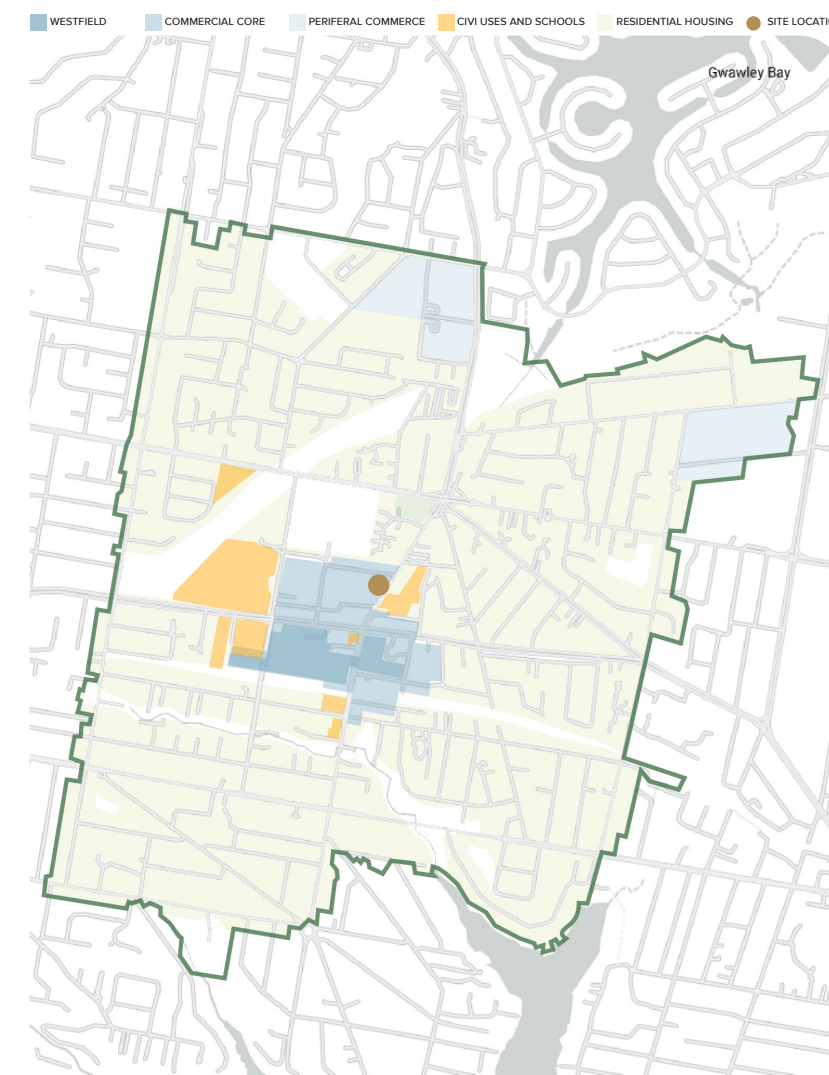 WESTFIELD
COMMERCIAL CORE
PERIFERAL COMMERCE
CIVI USES AND SCHOOLS
RESIDENTIAL HOUSING
SITE LOCATI
Gwawley Bay